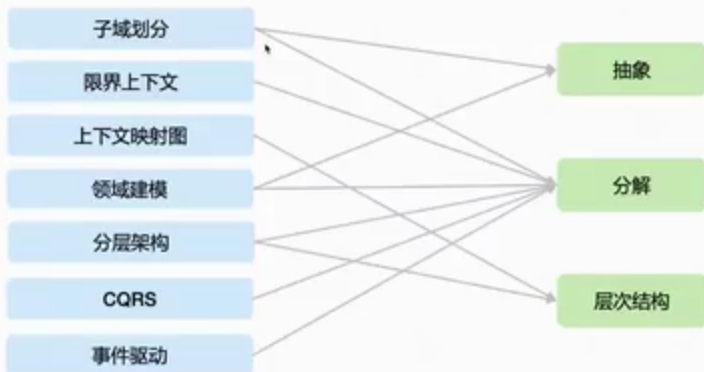 子域划分
限界上下文
上下文映射图
领域建模
分层架构
CQRS
事件驱动
抽象
分解
层次结构